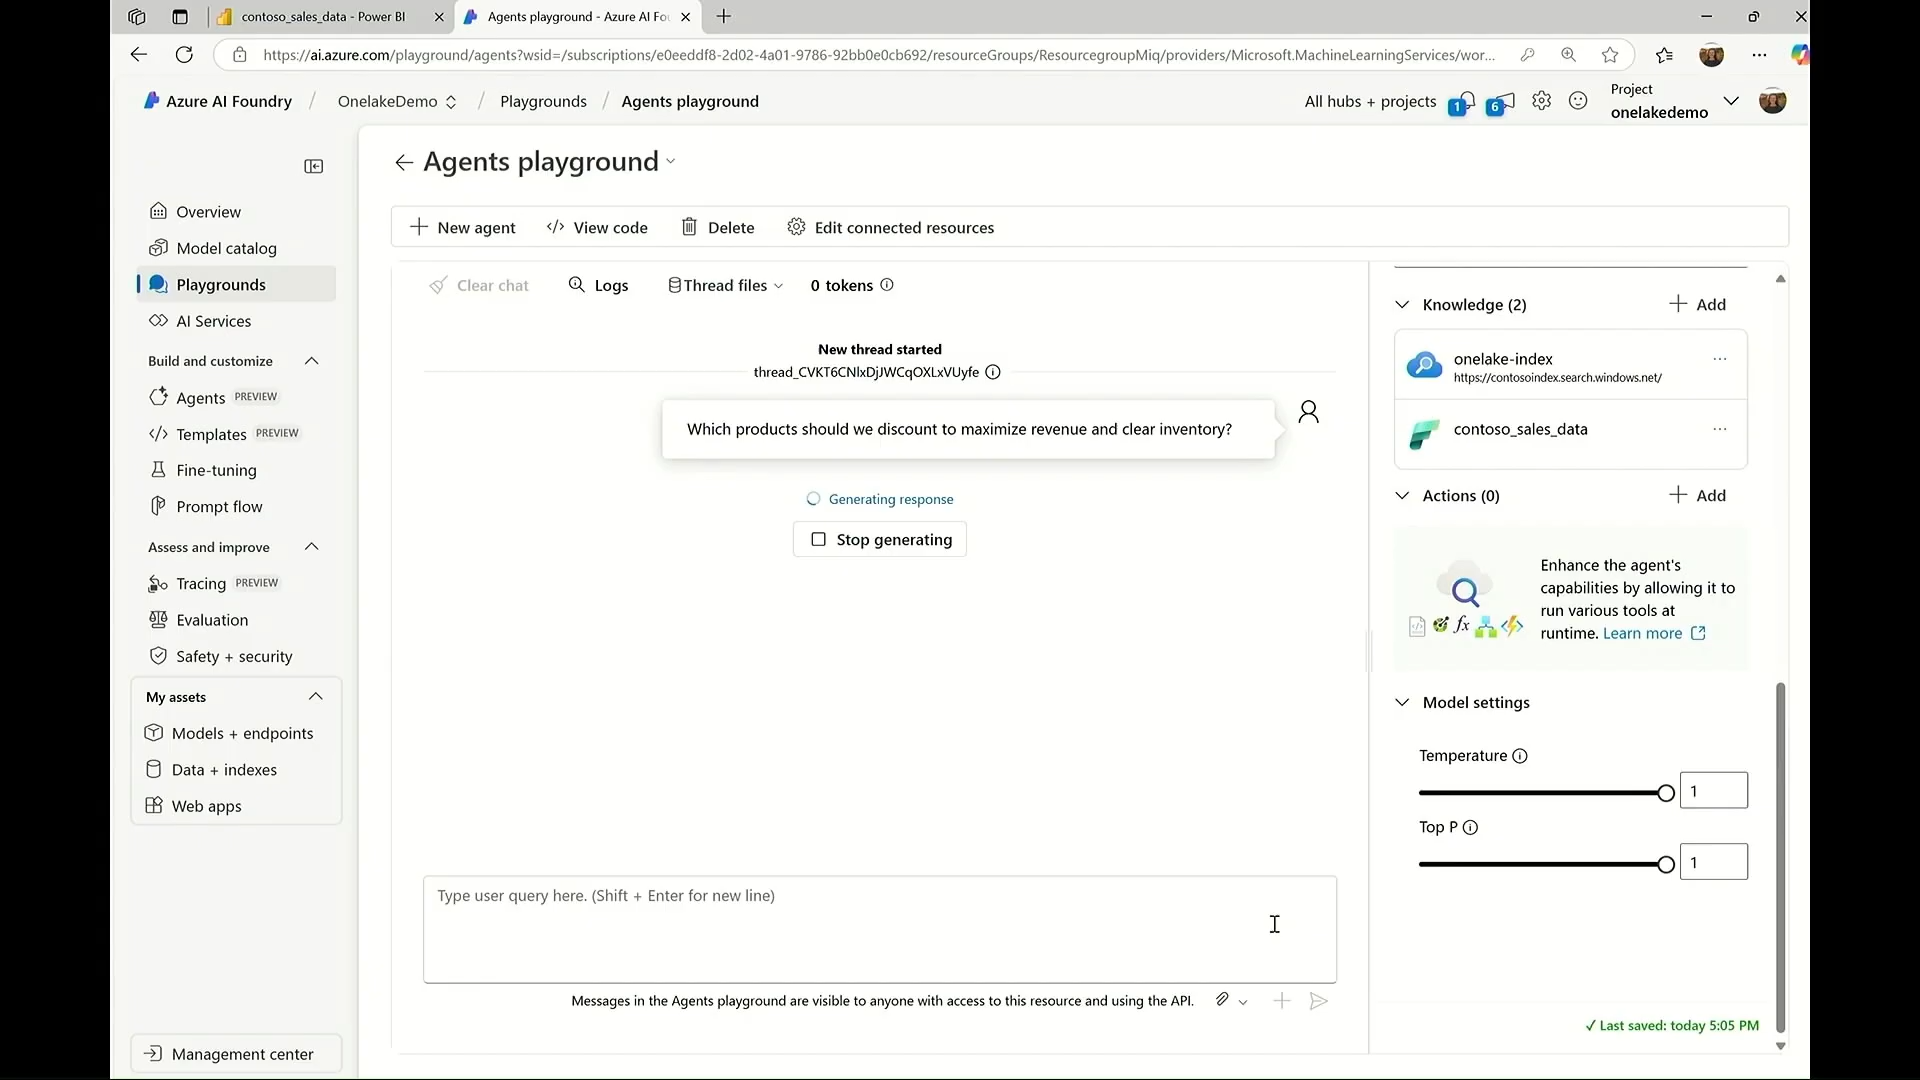 contoso_sales_data - Power BI
Agents playground - Azure AI Fou
https://ai.azure.com/playground/agents?wsid=/subscriptions/e0eeddf8-2d02-4a01-9786-92bb0e0cb692/resourceGroups/ResourcegroupMiq/providers/Microsoft.MachineLearningServices/wor...
Azure AI Foundry / OnelakeDemo / Playgrounds / Agents playground
All hubs + projects
1
6
Project
onelakedemo
Overview
Model catalog
Playgrounds
AI Services
Build and customize
Agents PREVIEW
Templates PREVIEW
Fine-tuning
Prompt flow
Assess and improve
Tracing PREVIEW
Evaluation
Safety + security
My assets
Models + endpoints
Data + indexes
Web apps
Management center
Agents playground
New agent
View code
Delete
Edit connected resources
Clear chat
Logs
Thread files
0 tokens
New thread started
thread_CVKT6CNlxDjJWCqOXLxVUyfe
Which products should we discount to maximize revenue and clear inventory?
Generating response
Stop generating
Type user query here. (Shift + Enter for new line)
Messages in the Agents playground are visible to anyone with access to this resource and using the API.
Knowledge (2)
Add
onelake-index
https://contosoindex.search.windows.net/
contoso_sales_data
Actions (0)
Add
Enhance the agent's
capabilities by allowing it to
run various tools at
runtime. Learn more
Model settings
Temperature
1
Top P
1
Last saved: today 5:05 PM